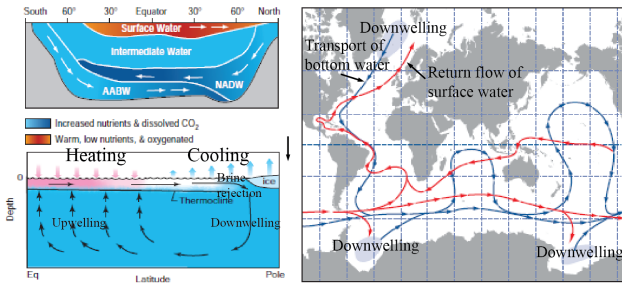 South 60° 30° Equator 30° 60° North
Surface Water
Intermediate Water
AABW
NADW
Increased nutrients & dissolved CO2
Warm, low nutrients, & oxygenated
Heating
Cooling
0
Depth
Brine
rejection
ice
Thermocline
Upwelling
Downwelling
Eq
Latitude
Pole
Downwelling
Transport of
bottom water
Return flow of
surface water
Downwelling
Downwelling